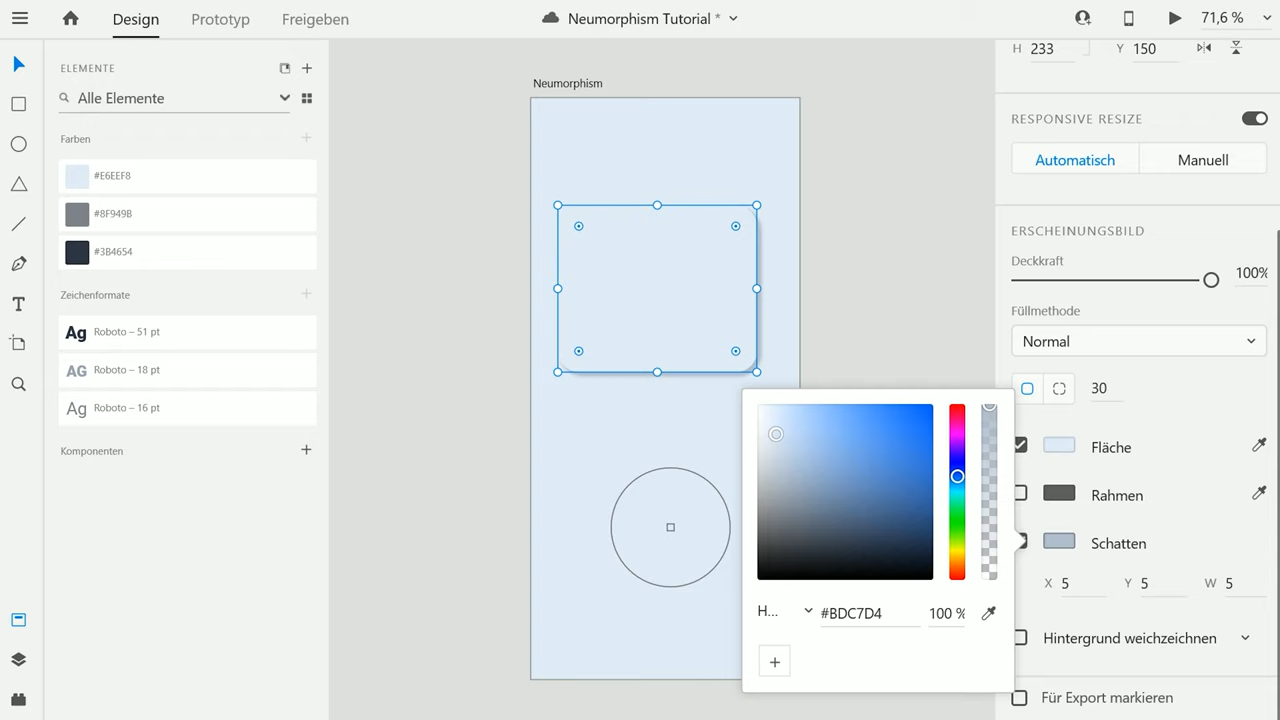 Design Prototyp Freigeben Neumorphism Tutorial * 71,6 %
ELEMENTE
Alle Elemente
Farben
#E6EEF8
#8F949B
#3B4654
Zeichenformate
Ag Roboto – 51 pt
AG Roboto – 18 pt
Ag Roboto – 16 pt
Komponenten
Neumorphism
H 233 Y 150
RESPONSIVE RESIZE
Automatisch Manuell
ERSCHEINUNGSBILD
Deckkraft
100%
Füllmethode
Normal
30
Fläche
Rahmen
Schatten
X 5 Y 5 W 5
Hintergrund weichzeichnen
Für Export markieren
H... #BDC7D4 100 %